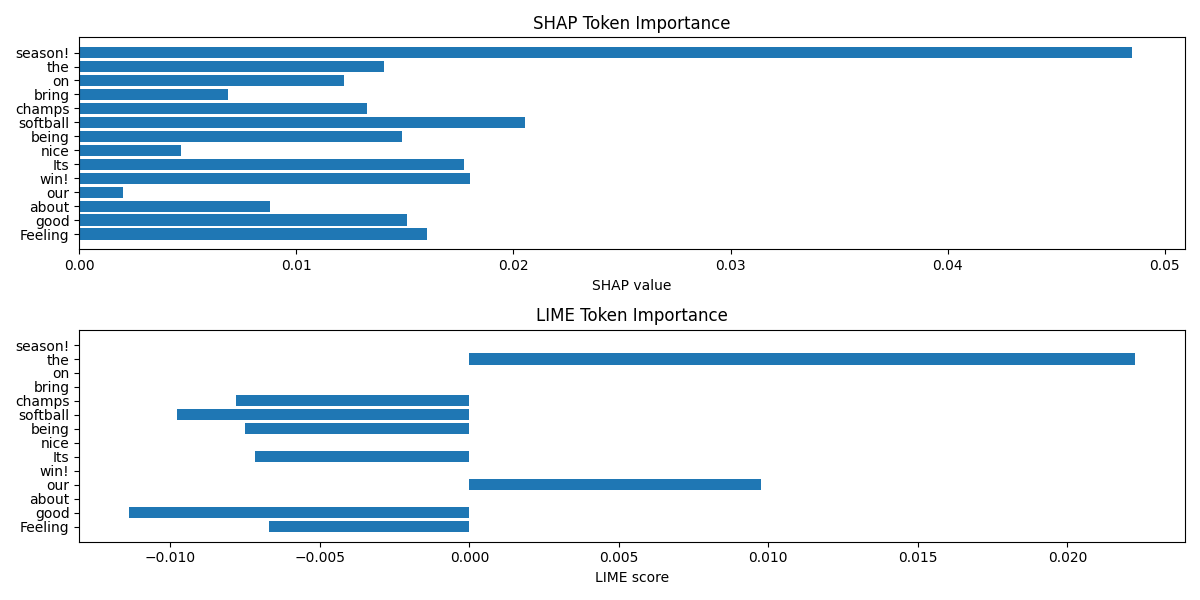 SHAP Token Importance
season!
the
on
bring
champs
softball
being
nice
Its
win!
our
about
good
Feeling
0.00 0.01 0.02 0.03 0.04 0.05
SHAP value
LIME Token Importance
season!
the
on
bring
champs
softball
being
nice
Its
win!
our
about
good
Feeling
−0.010 −0.005 0.000 0.005 0.010 0.015 0.020
LIME score